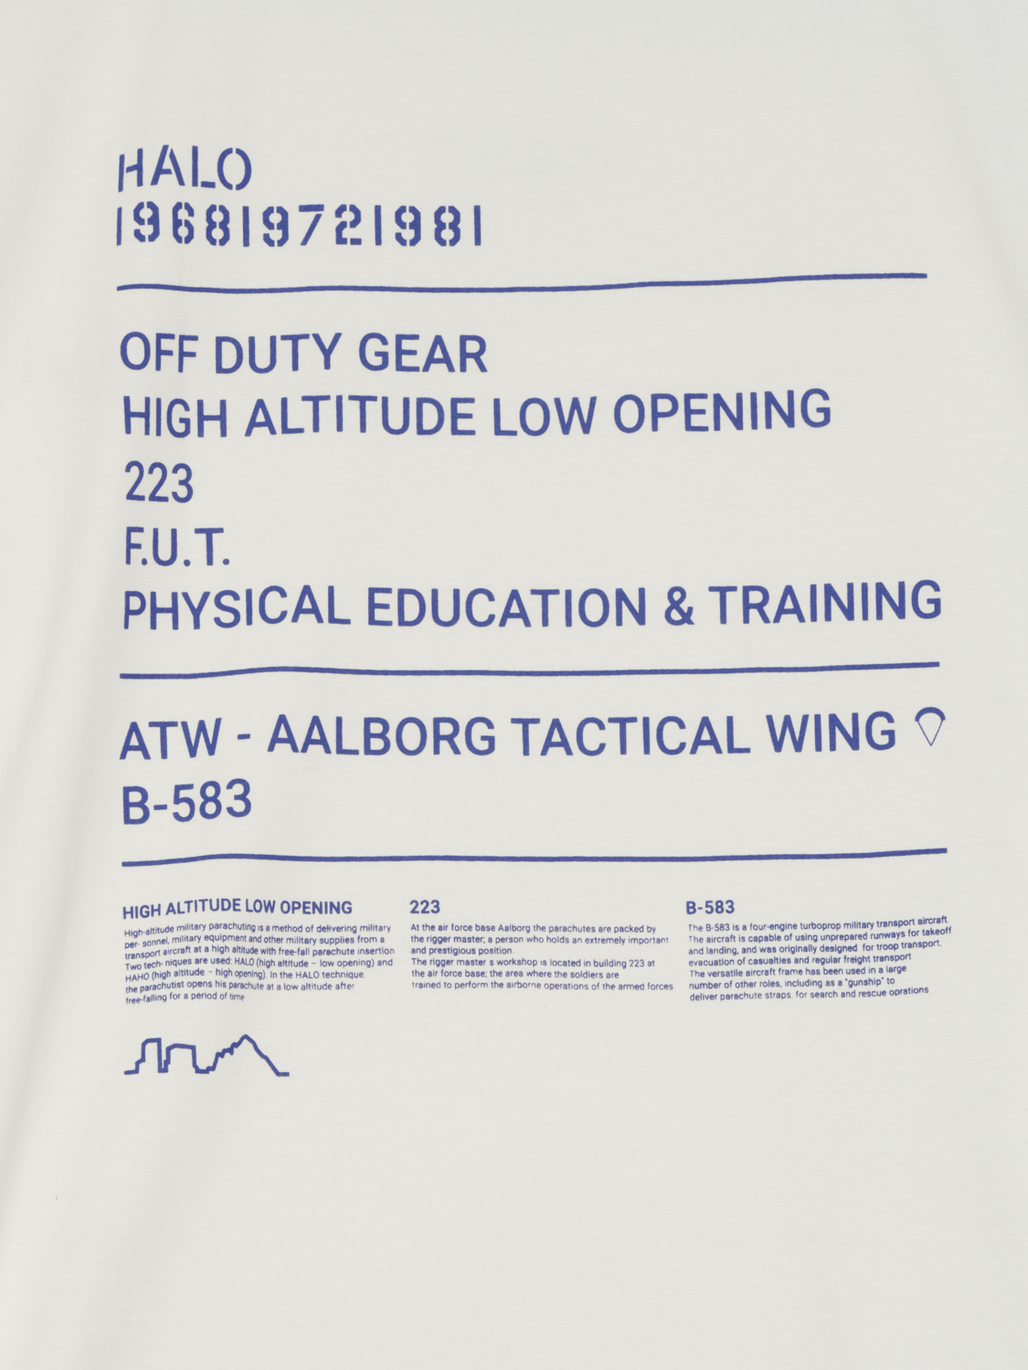 HALO
196819721981
OFF DUTY GEAR
HIGH ALTITUDE LOW OPENING
223
F.U.T.
PHYSICAL EDUCATION & TRAINING
ATW - AALBORG TACTICAL WING
B-583
HIGH ALTITUDE LOW OPENING
High-altitude military parachuting is a method of delivering military
per- sonnel, military equipment and other military supplies from a
transport aircraft at a high altitude with free-fall parachute insertion
Two tech- niques are used: HALO (high altitude - low opening) and
HAHO (high altitude - high opening). In the HALO technique
the parachutist opens his parachute at a low altitude after
free-falling for a period of time
223
At the air force base Aalborg the parachutes are packed by
the rigger master; a person who holds an extremely important
and prestigious position
The rigger master s workshop is located in building 223 at
the air force base; the area where the soldiers are
trained to perform the airborne operations of the armed forces
B-583
The B-583 is a four-engine turboprop military transport aircraft.
The aircraft is capable of using unprepared runways for takeoff
and landing, and was originally designed for troop transport,
evacuation of casualties and regular freight transport
The versatile aircraft frame has been used in a large
number of other roles, including as a "gunship" to
deliver parachute straps, for search and rescue oprations